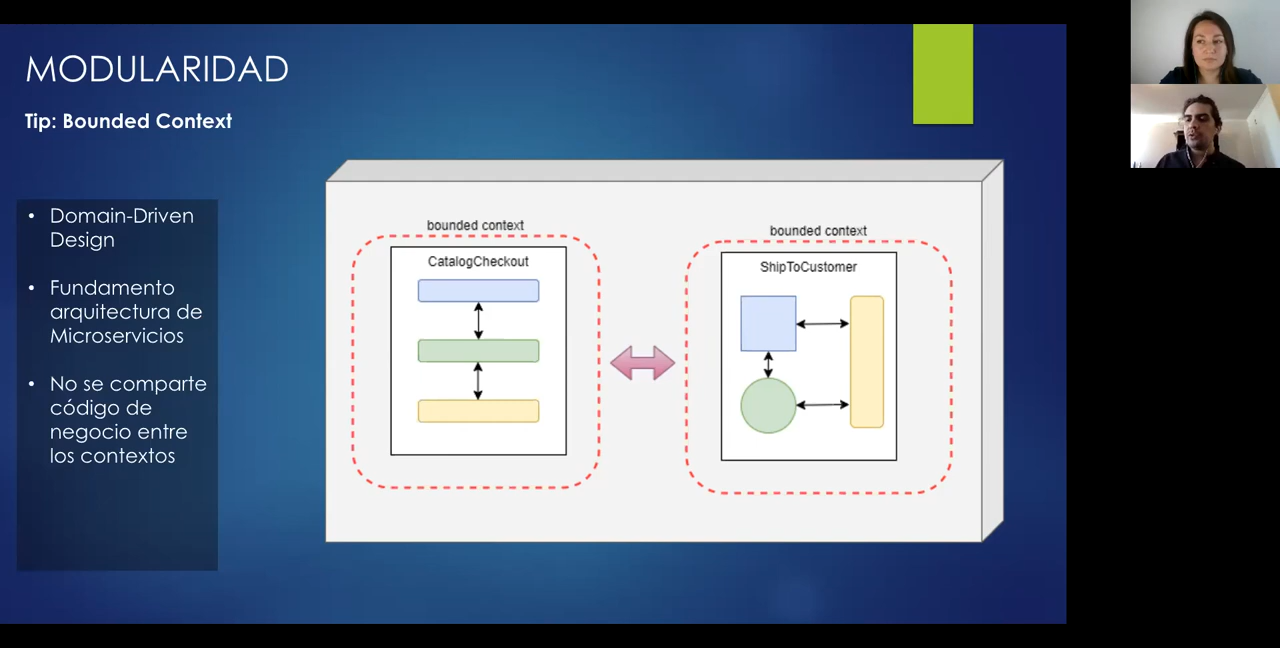 MODULARIDAD
Tip: Bounded Context
• Domain-Driven
Design
• Fundamento
arquitectura de
Microservicios
• No se comparte
código de
negocio entre
los contextos
bounded context
CatalogCheckout
bounded context
ShipToCustomer